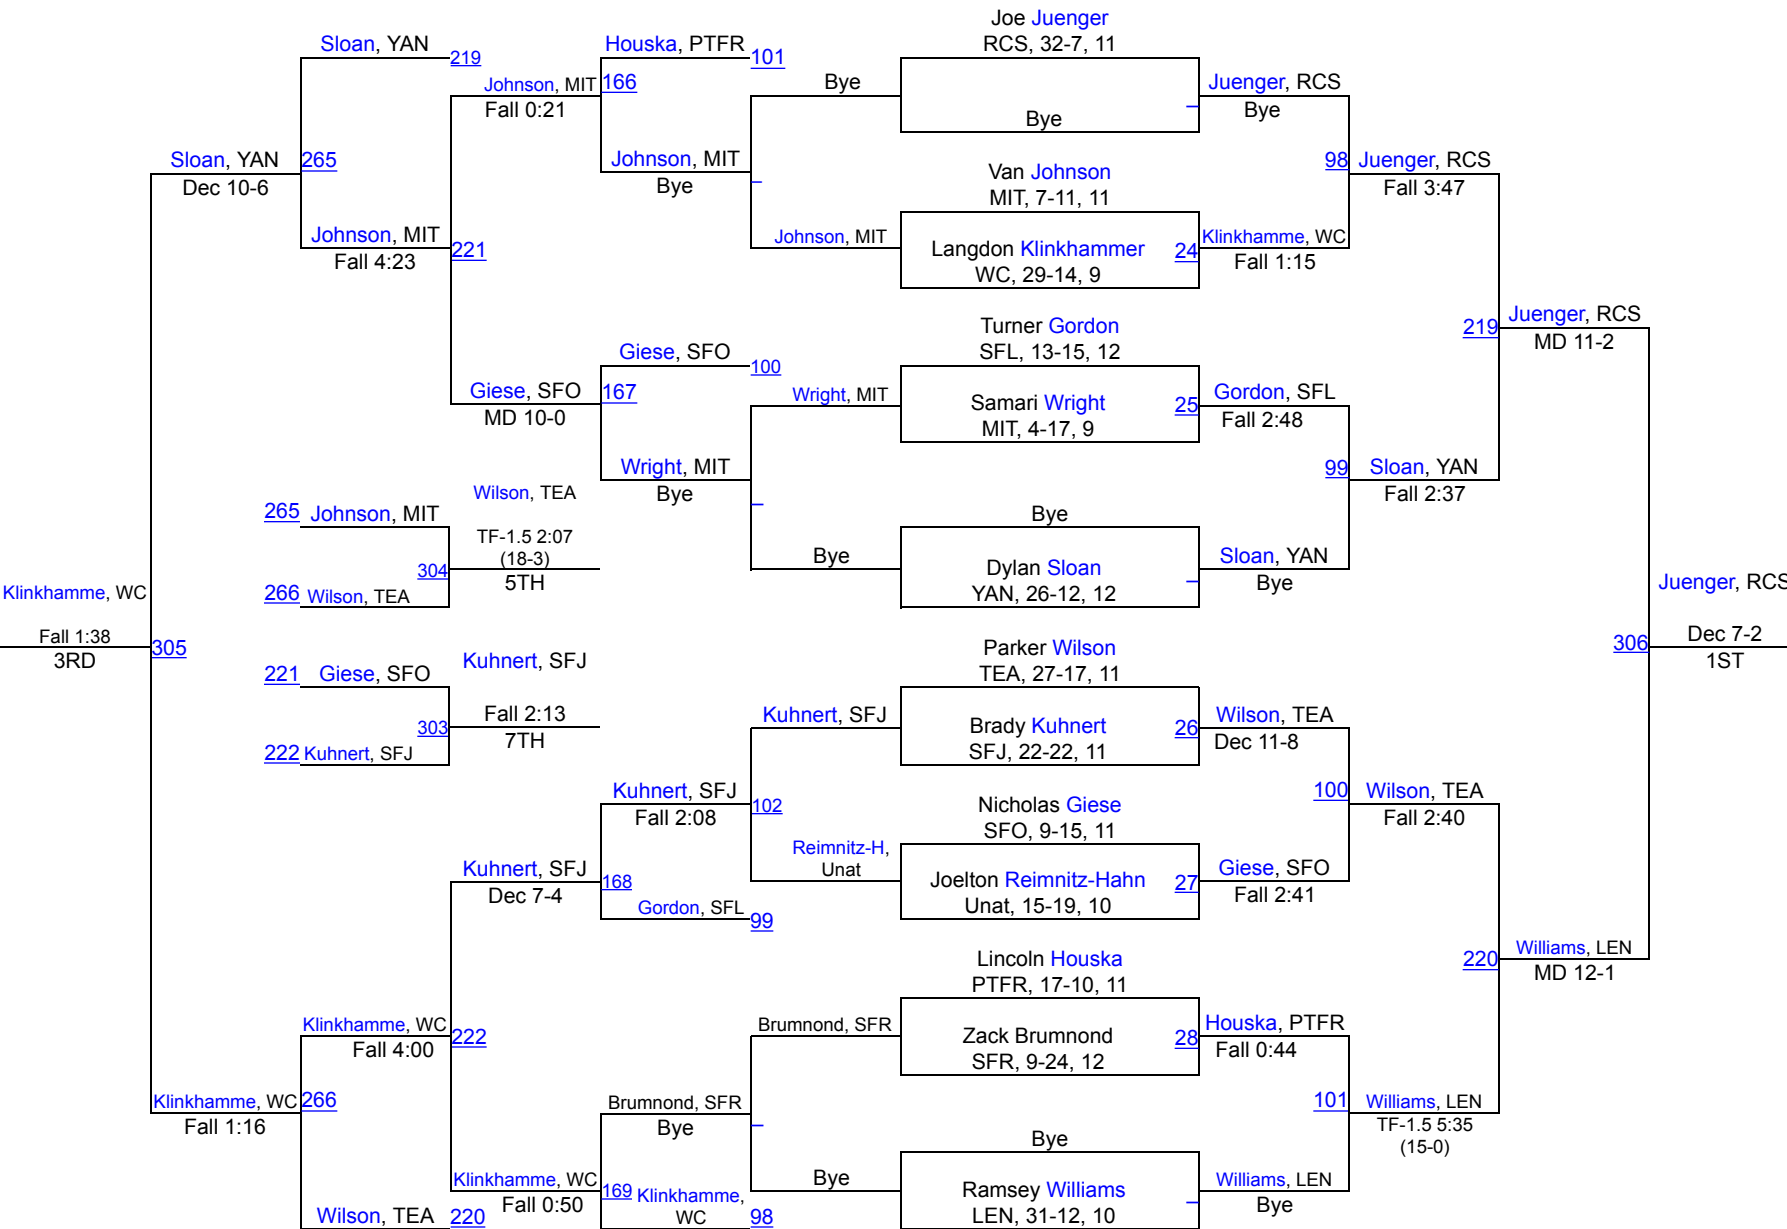 Joe Juenger
RCS, 32-7, 11
Sloan, YAN
219
Houska, PTFR
101
Johnson, MIT
166
Fall 0:21
Bye
Juenger, RCS
Bye
Bye
Sloan, YAN
265
Dec 10-6
Johnson, MIT
Bye
Van Johnson
MIT, 7-11, 11
98
Juenger, RCS
Fall 3:47
Johnson, MIT
221
Fall 4:23
Johnson, MIT
Langdon Klinkhammer
WC, 29-14, 9
24
Klinkhamme, WC
Fall 1:15
Turner Gordon
SFL, 13-15, 12
219
Juenger, RCS
MD 11-2
Giese, SFO
100
Giese, SFO
167
MD 10-0
Wright, MIT
Samari Wright
MIT, 4-17, 9
25
Gordon, SFL
Fall 2:48
Wright, MIT
Bye
99
Sloan, YAN
Fall 2:37
Wilson, TEA
265
Johnson, MIT
TF-1.5 2:07
(18-3)
304
5TH
266
Wilson, TEA
Bye
Bye
Dylan Sloan
YAN, 26-12, 12
Sloan, YAN
Bye
Klinkhamme, WC
Fall 1:38
3RD
305
Juenger, RCS
306
Dec 7-2
1ST
Parker Wilson
TEA, 27-17, 11
221
Giese, SFO
Kuhnert, SFJ
303
Fall 2:13
7TH
222
Kuhnert, SFJ
Kuhnert, SFJ
Brady Kuhnert
SFJ, 22-22, 11
26
Wilson, TEA
Dec 11-8
Kuhnert, SFJ
Fall 2:08
102
Nicholas Giese
SFO, 9-15, 11
100
Wilson, TEA
Fall 2:40
Reimnitz-H,
Unat
Kuhnert, SFJ
Dec 7-4
168
Gordon, SFL
99
Joelton Reimnitz-Hahn
Unat, 15-19, 10
27
Giese, SFO
Fall 2:41
Lincoln Houska
PTFR, 17-10, 11
220
Williams, LEN
MD 12-1
Klinkhamme, WC
222
Fall 4:00
Brumnond, SFR
Zack Brumnond
SFR, 9-24, 12
28
Houska, PTFR
Fall 0:44
Klinkhamme, WC
266
Fall 1:16
Brumnond, SFR
Bye
101
Williams, LEN
TF-1.5 5:35
(15-0)
Bye
Klinkhamme, WC
Fall 0:50
169
Klinkhamme,
WC
98
Bye
Ramsey Williams
LEN, 31-12, 10
Williams, LEN
Bye
Wilson, TEA
220